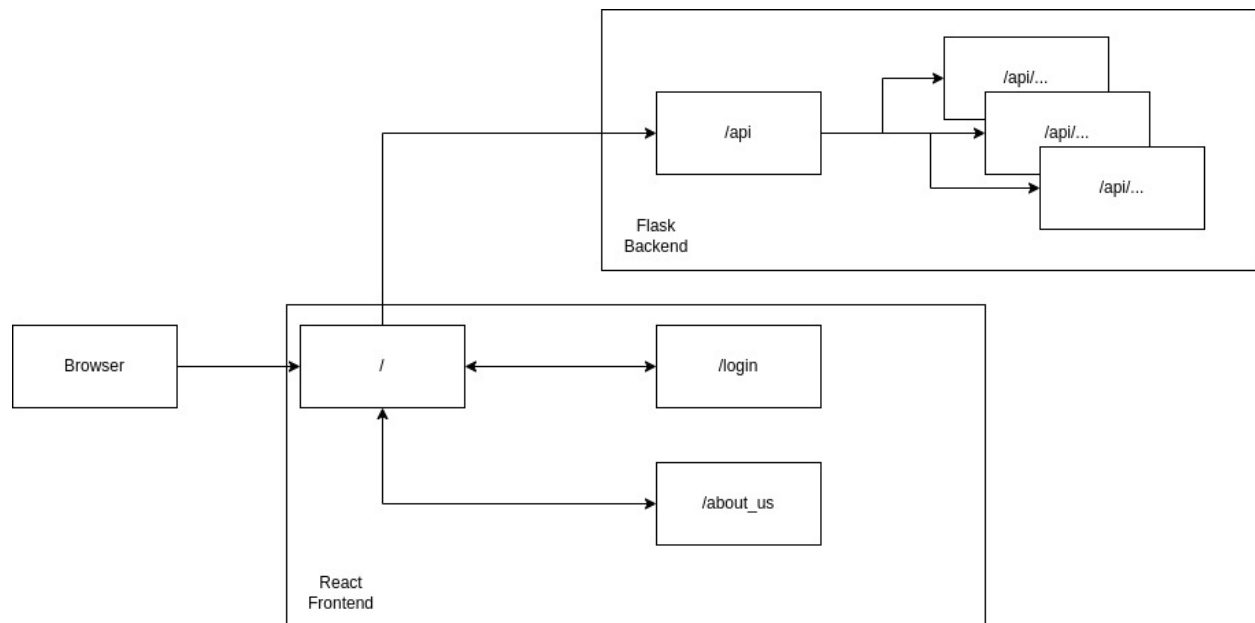 /api/...
/api
/api/...
/api/...
Flask
Backend
Browser
/
/login
/about_us
React
Frontend